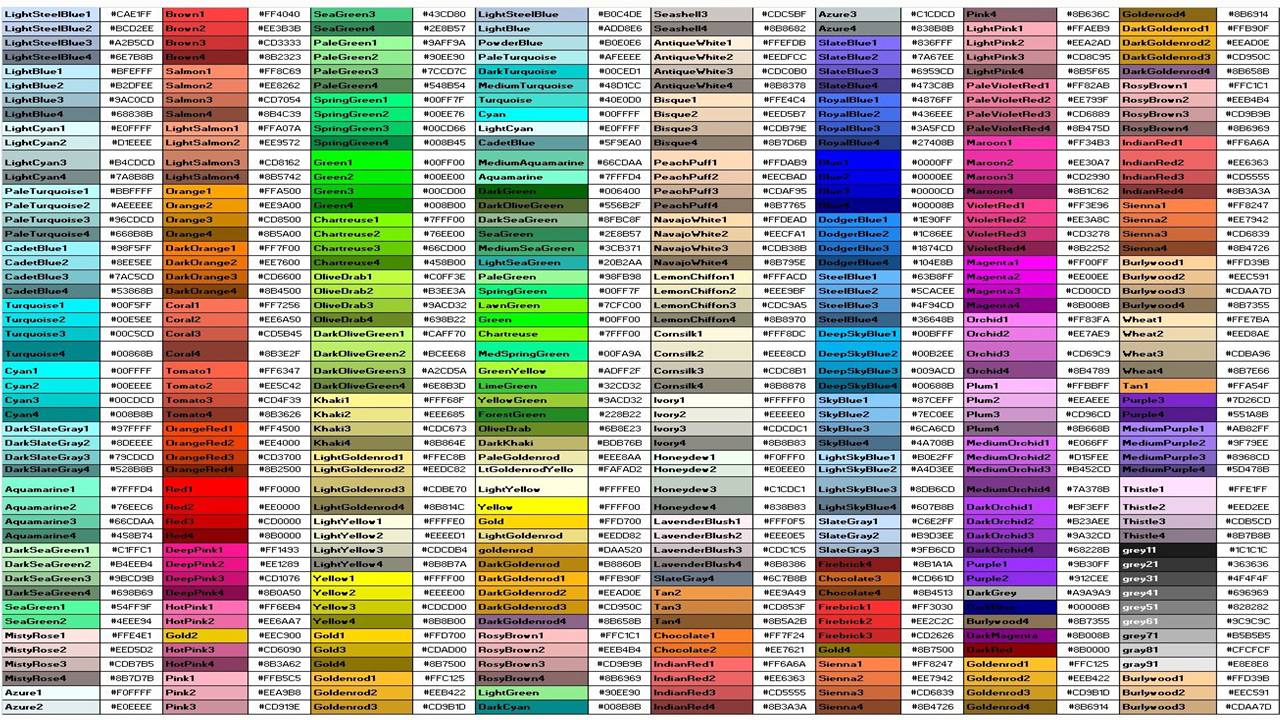 LightSteelBlue1 #CAE1FF Brown1 #FF4040 SeaGreen3 #43CD80 LightSteelBlue #B0C4DE Seashell3 #CDC5BF Azure3 #C1CDCD Pink4 #8B636C Goldenrod4 #8B6914
LightSteelBlue2 #BCD2EE Brown2 #EE3B3B SeaGreen4 #2E8B57 LightBlue #ADD8E6 Seashell4 #8B8682 Azure4 #838B8B LightPink1 #FFAEB9 DarkGoldenrod1 #FFB90F
LightSteelBlue3 #A2B5CD Brown3 #CD3333 PaleGreen1 #9AFF9A PowderBlue #B0E0E6 AntiqueWhite1 #FFEFDB SlateBlue1 #836FFF LightPink2 #EEA2AD DarkGoldenrod2 #EEAD0E
LightSteelBlue4 #6E7B8B Brown4 #8B2323 PaleGreen2 #90EE90 PaleTurquoise #AFEEEE AntiqueWhite2 #EEDFCC SlateBlue2 #7A67EE LightPink3 #CD8C95 DarkGoldenrod3 #CD950C
LightBlue1 #BFEFFF Salmon1 #FF8C69 PaleGreen3 #7CCD7C DarkTurquoise #00CED1 AntiqueWhite3 #CDC0B0 SlateBlue3 #6959CD LightPink4 #8B5F65 DarkGoldenrod4 #8B658B
LightBlue2 #B2DFEE Salmon2 #EE8262 PaleGreen4 #548B54 MediumTurquoise #48D1CC AntiqueWhite4 #8B8378 SlateBlue4 #473C8B PaleVioletRed1 #FF82AB RosyBrown1 #FFC1C1
LightBlue3 #9AC0CD Salmon3 #CD7054 SpringGreen1 #00FF7F Turquoise #40E0D0 Bisque1 #FFE4C4 RoyalBlue1 #4876FF PaleVioletRed2 #EE799F RosyBrown2 #EEB4B4
LightBlue4 #68838B Salmon4 #8B4C39 SpringGreen2 #00EE76 Cyan #00FFFF Bisque2 #EED5B7 RoyalBlue2 #436EEE PaleVioletRed3 #CD6889 RosyBrown3 #CD9B9B
LightCyan1 #E0FFFF LightSalmon1 #FFA07A SpringGreen3 #00CD66 LightCyan #E0FFFF Bisque3 #CDB79E RoyalBlue3 #3A5FCD PaleVioletRed4 #8B475D RosyBrown4 #8B6969
LightCyan2 #D1EEEE LightSalmon2 #EE9572 SpringGreen4 #008B45 CadetBlue #5F9EA0 Bisque4 #8B7D6B RoyalBlue4 #27408B Maroon1 #FF34B3 IndianRed1 #FF6A6A
LightCyan3 #B4CDCD LightSalmon3 #CD8162 Green1 #00FF00 MediumAquamarine #66CDAA PeachPuff1 #FFDAB9 Blue1 #0000FF Maroon2 #EE30A7 IndianRed2 #EE6363
LightCyan4 #7A8B8B LightSalmon4 #8B5742 Green2 #00EE00 Aquamarine #7FFFD4 PeachPuff2 #EECBAD Blue2 #0000EE Maroon3 #CD2990 IndianRed3 #CD5555
PaleTurquoise1 #BBFFFF Orange1 #FFA500 Green3 #00CD00 DarkGreen #006400 PeachPuff3 #CDAF95 Blue3 #0000CD Maroon4 #8B1C62 IndianRed4 #8B3A3A
PaleTurquoise2 #AEEEEE Orange2 #EE9A00 Green4 #008B00 DarkOliveGreen #556B2F PeachPuff4 #8B7765 Blue4 #00008B VioletRed1 #FF3E96 Sienna1 #FF8247
PaleTurquoise3 #96CDCD Orange3 #CD8500 Chartreuse1 #7FFF00 DarkSeaGreen #8FBC8F NavajoWhite1 #FFDEAD DodgerBlue1 #1E90FF VioletRed2 #EE3A8C Sienna2 #EE7942
PaleTurquoise4 #668B8B Orange4 #8B5A00 Chartreuse2 #76EE00 SeaGreen #2E8B57 NavajoWhite2 #EECFA1 DodgerBlue2 #1C86EE VioletRed3 #CD3278 Sienna3 #CD6839
CadetBlue1 #98F5FF DarkOrange1 #FF7F00 Chartreuse3 #66CD00 MediumSeaGreen #3CB371 NavajoWhite3 #CDB38B DodgerBlue3 #1874CD VioletRed4 #8B2252 Sienna4 #8B4726
CadetBlue2 #8EE5EE DarkOrange2 #EE7600 Chartreuse4 #458B00 LightSeaGreen #20B2AA NavajoWhite4 #8B795E DodgerBlue4 #104E8B Magenta1 #FF00FF Burlywood1 #FFD39B
CadetBlue3 #7AC5CD DarkOrange3 #CD6600 OliveDrab1 #C0FF3E PaleGreen #98FB98 LemonChiffon1 #FFFACD SteelBlue1 #63B8FF Magenta2 #EE00EE Burlywood2 #EEC591
CadetBlue4 #53868B DarkOrange4 #8B4500 OliveDrab2 #B3EE3A SpringGreen #00FF7F LemonChiffon2 #EEE9BF SteelBlue2 #5CACEE Magenta3 #CD00CD Burlywood3 #CDAA7D
Turquoise1 #00F5FF Coral1 #FF7256 OliveDrab3 #9ACD32 LawnGreen #7CFC00 LemonChiffon3 #CDC9A5 SteelBlue3 #4F94CD Magenta4 #8B008B Burlywood4 #8B7355
Turquoise2 #00E5EE Coral2 #EE6A50 OliveDrab4 #698B22 Green #00FF00 LemonChiffon4 #8B8970 SteelBlue4 #36648B Orchid1 #FF83FA Wheat1 #FFE7BA
Turquoise3 #00C5CD Coral3 #CD5B45 DarkOliveGreen1 #CAFF70 Chartreuse #7FFF00 Cornsilk1 #FFF8DC DeepSkyBlue1 #00BFFF Orchid2 #EE7AE9 Wheat2 #EED8AE
Turquoise4 #00868B Coral4 #8B3E2F DarkOliveGreen2 #BCEE68 MedSpringGreen #00FA9A Cornsilk2 #EEE8CD DeepSkyBlue2 #00B2EE Orchid3 #CD69C9 Wheat3 #CDBA96
Cyan1 #00FFFF Tomato1 #FF6347 DarkOliveGreen3 #A2CD5A GreenYellow #ADFF2F Cornsilk3 #CDC8B1 DeepSkyBlue3 #009ACD Orchid4 #8B4789 Wheat4 #8B7E66
Cyan2 #00EEEE Tomato2 #EE5C42 DarkOliveGreen4 #6E8B3D LimeGreen #32CD32 Cornsilk4 #8B8878 DeepSkyBlue4 #00688B Plum1 #FFBBFF Tan1 #FFA54F
Cyan3 #00CDCD Tomato3 #CD4F39 Khaki1 #FFF68F YellowGreen #9ACD32 Ivory1 #FFFFF0 SkyBlue1 #87CEFF Plum2 #EEAEEE Purple3 #7D26CD
Cyan4 #008B8B Tomato4 #8B3626 Khaki2 #EEE685 ForestGreen #228B22 Ivory2 #EEEEE0 SkyBlue2 #7EC0EE Plum3 #CD96CD Purple4 #551A8B
DarkSlateGray1 #97FFFF OrangeRed1 #FF4500 Khaki3 #CDC673 OliveDrab #6B8E23 Ivory3 #CDCDC1 SkyBlue3 #6CA6CD Plum4 #8B668B MediumPurple1 #AB82FF
DarkSlateGray2 #8DEEEE OrangeRed2 #EE4000 Khaki4 #8B864E DarkKhaki #BDB76B Ivory4 #8B8B83 SkyBlue4 #4A708B MediumOrchid1 #E066FF MediumPurple2 #9F79EE
DarkSlateGray3 #79CDCD OrangeRed3 #CD3700 LightGoldenrod1 #FFEC8B PaleGoldenrod #EEE8AA Honeydew1 #F0FFF0 LightSkyBlue1 #B0E2FF MediumOrchid2 #D15FEE MediumPurple3 #8968CD
DarkSlateGray4 #528B8B OrangeRed4 #8B2500 LightGoldenrod2 #EEDC82 LtGoldenrodYello #FAFAD2 Honeydew2 #E0EEE0 LightSkyBlue2 #A4D3EE MediumOrchid3 #B452CD MediumPurple4 #5D478B
Aquamarine1 #7FFFD4 Red1 #FF0000 LightGoldenrod3 #CDBE70 LightYellow #FFFFE0 Honeydew3 #C1CDC1 LightSkyBlue3 #8DB6CD MediumOrchid4 #7A378B Thistle1 #FFE1FF
Aquamarine2 #76EEC6 Red2 #EE0000 LightGoldenrod4 #8B814C Yellow #FFFF00 Honeydew4 #838B83 LightSkyBlue4 #607B8B DarkOrchid1 #BF3EFF Thistle2 #EED2EE
Aquamarine3 #66CDAA Red3 #CD0000 LightYellow1 #FFFFE0 Gold #FFD700 LavenderBlush1 #FFF0F5 SlateGray1 #C6E2FF DarkOrchid2 #B23AEE Thistle3 #CDB5CD
Aquamarine4 #458B74 Red4 #8B0000 LightYellow2 #EEEED1 LightGoldenrod #EEDD82 LavenderBlush2 #EEE0E5 SlateGray2 #B9D3EE DarkOrchid3 #9A32CD Thistle4 #8B7B8B
DarkSeaGreen1 #C1FFC1 DeepPink1 #FF1493 LightYellow3 #CDCDB4 goldenrod #DAA520 LavenderBlush3 #CDC1C5 SlateGray3 #9FB6CD DarkOrchid4 #68228B grey11 #1C1C1C
DarkSeaGreen2 #B4EEB4 DeepPink2 #EE1289 LightYellow4 #8B8B7A DarkGoldenrod #B8860B LavenderBlush4 #8B8386 Firebrick4 #8B1A1A Purple1 #9B30FF grey21 #363636
DarkSeaGreen3 #9BCD9B DeepPink3 #CD1076 Yellow1 #FFFF00 DarkGoldenrod1 #FFB90F SlateGray4 #6C7B8B Chocolate3 #CD661D Purple2 #912CEE grey31 #4F4F4F
DarkSeaGreen4 #698B69 DeepPink4 #8B0A50 Yellow2 #EEEE00 DarkGoldenrod2 #EEAD0E Tan2 #EE9A49 Chocolate4 #8B4513 DarkGrey #A9A9A9 grey41 #696969
SeaGreen1 #54FF9F HotPink1 #FF6EB4 Yellow3 #CDCD00 DarkGoldenrod3 #CD950C Tan3 #CD853F Firebrick1 #FF3030 DarkBlue #00008B grey51 #828282
SeaGreen2 #4EEE94 HotPink2 #EE6AA7 Yellow4 #8B8B00 DarkGoldenrod4 #8B658B Tan4 #8B5A2B Firebrick2 #EE2C2C Burlywood4 #8B7355 grey61 #9C9C9C
MistyRose1 #FFE4E1 Gold2 #EEC900 Gold1 #FFD700 RosyBrown1 #FFC1C1 Chocolate1 #FF7F24 Firebrick3 #CD2626 DarkMagenta #8B008B grey71 #B5B5B5
MistyRose2 #EED5D2 HotPink3 #CD6090 Gold3 #CDAD00 RosyBrown2 #EEB4B4 Chocolate2 #EE7621 Gold4 #8B7500 DarkRed #8B0000 gray81 #CFCFCF
MistyRose3 #CDB7B5 HotPink4 #8B3A62 Gold4 #8B7500 RosyBrown3 #CD9B9B IndianRed1 #FF6A6A Sienna1 #FF8247 Goldenrod1 #FFC125 gray91 #E8E8E8
MistyRose4 #8B7D7B Pink1 #FFB5C5 Goldenrod1 #FFC125 RosyBrown4 #8B6969 IndianRed2 #EE6363 Sienna2 #EE7942 Goldenrod2 #EEB422 Burlywood1 #FFD39B
Azure1 #F0FFFF Pink2 #EEA9B8 Goldenrod2 #EEB422 LightGreen #90EE90 IndianRed3 #CD5555 Sienna3 #CD6839 Goldenrod3 #CD9B1D Burlywood2 #EEC591
Azure2 #E0EEEE Pink3 #CD919E Goldenrod3 #CD9B1D DarkCyan #008B8B IndianRed4 #8B3A3A Sienna4 #8B4726 Goldenrod4 #8B6914 Burlywood3 #CDAA7D